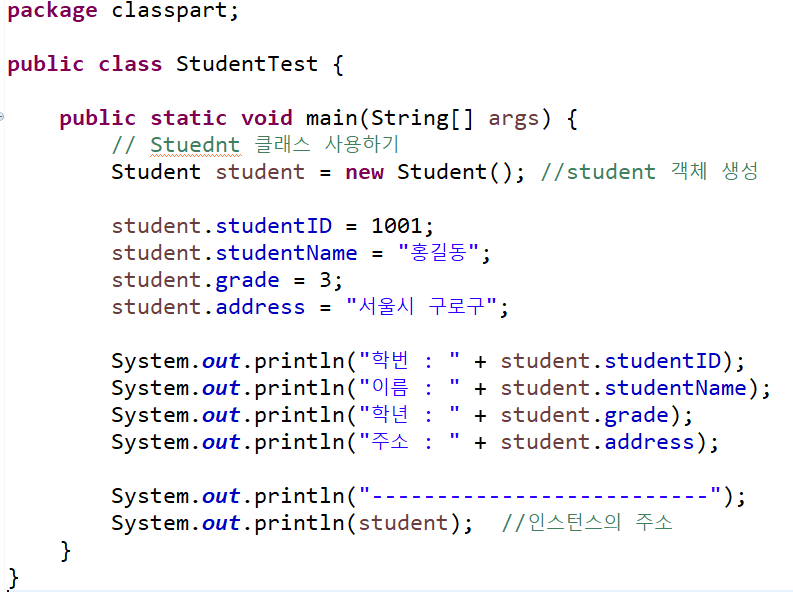 package classpart;
public class StudentTest {
public static void main(String[] args) {
// Stuednt 클래스 사용하기
Student student = new Student(); //student 객체 생성
student.studentID = 1001;
student.studentName = "홍길동";
student.grade = 3;
student.address = "서울시 구로구";
System.out.println("학번 : " + student.studentID);
System.out.println("이름 : " + student.studentName);
System.out.println("학년 : " + student.grade);
System.out.println("주소 : " + student.address);
System.out.println("--------------------------");
System.out.println(student); //인스턴스의 주소
}
}